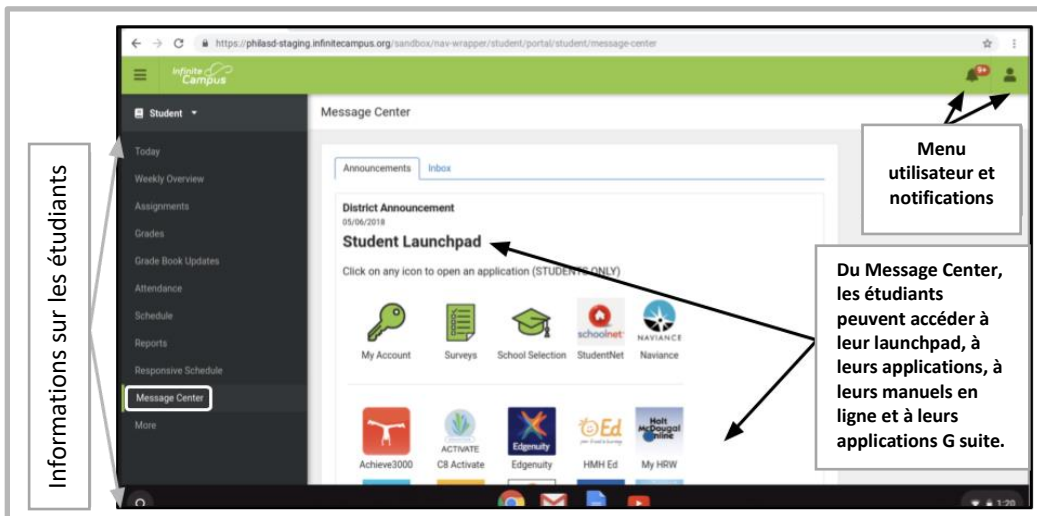 https://philasd-staging.infinitecampus.org/sandbox/nav-wrapper/student/portal/student/message-center
Infinite
Campus
9+
Student
Message Center
Today
Weekly Overview
Assignments
Grades
Grade Book Updates
Attendance
Schedule
Reports
Responsive Schedule
Message Center
More
Informations sur les étudiants
Announcements Inbox
District Announcement
05/06/2018
Student Launchpad
Click on any icon to open an application (STUDENTS ONLY)
schoolnet
NAVIANCE
My Account Surveys School Selection StudentNet Naviance
ACTIVATE
Edgenuity
Ed
Holt
McDougal
Online
Achieve3000 C8 Activate Edgenuity HMH Ed My HRW
Menu
utilisateur et
notifications
Du Message Center,
les étudiants
peuvent accéder à
leur launchpad, à
leurs applications, à
leurs manuels en
ligne et à leurs
applications G suite.
1:20